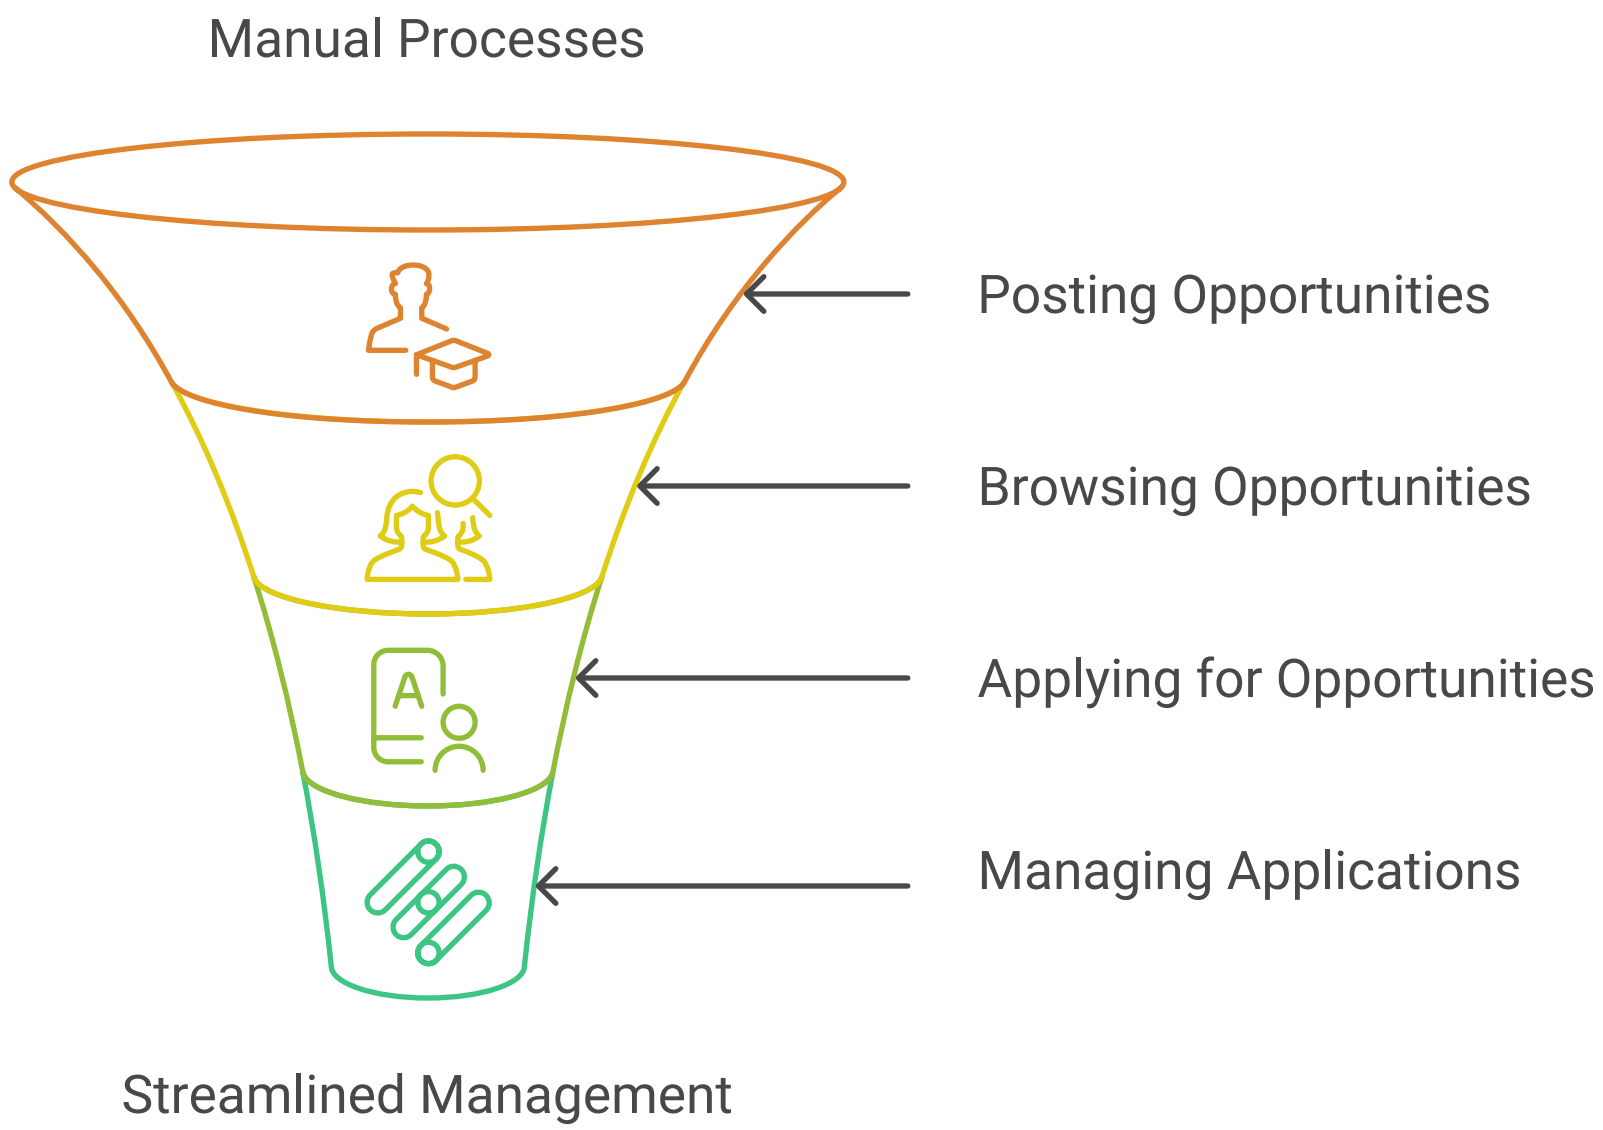 Manual Processes
Posting Opportunities
Browsing Opportunities
A
Applying for Opportunities
Managing Applications
Streamlined Management